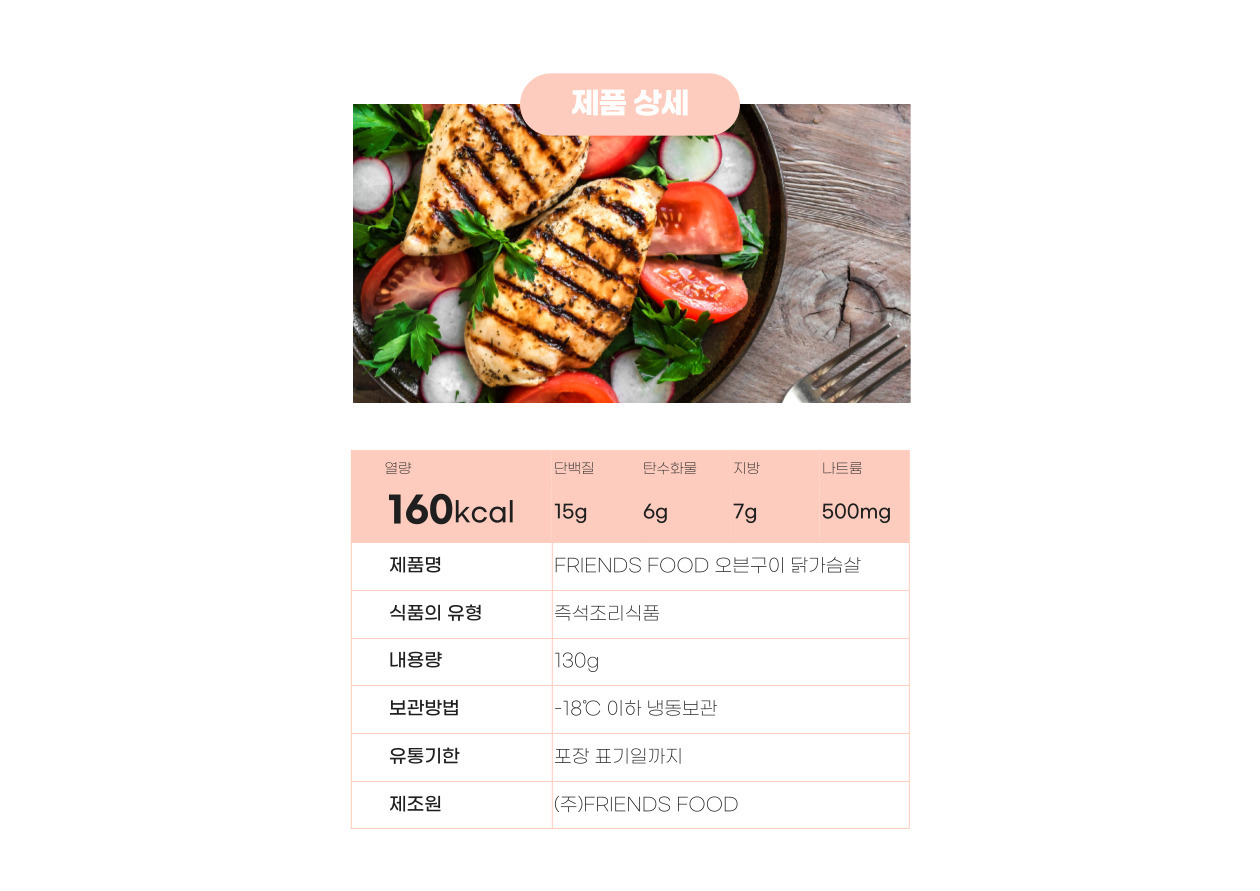 제품 상세
열량 단백질 탄수화물 지방 나트륨
160kcal 15g 6g 7g 500mg
제품명 FRIENDS FOOD 오븐구이 닭가슴살
식품의 유형 즉석조리식품
내용량 130g
보관방법 -18℃ 이하 냉동보관
유통기한 포장 표기일까지
제조원 (주)FRIENDS FOOD